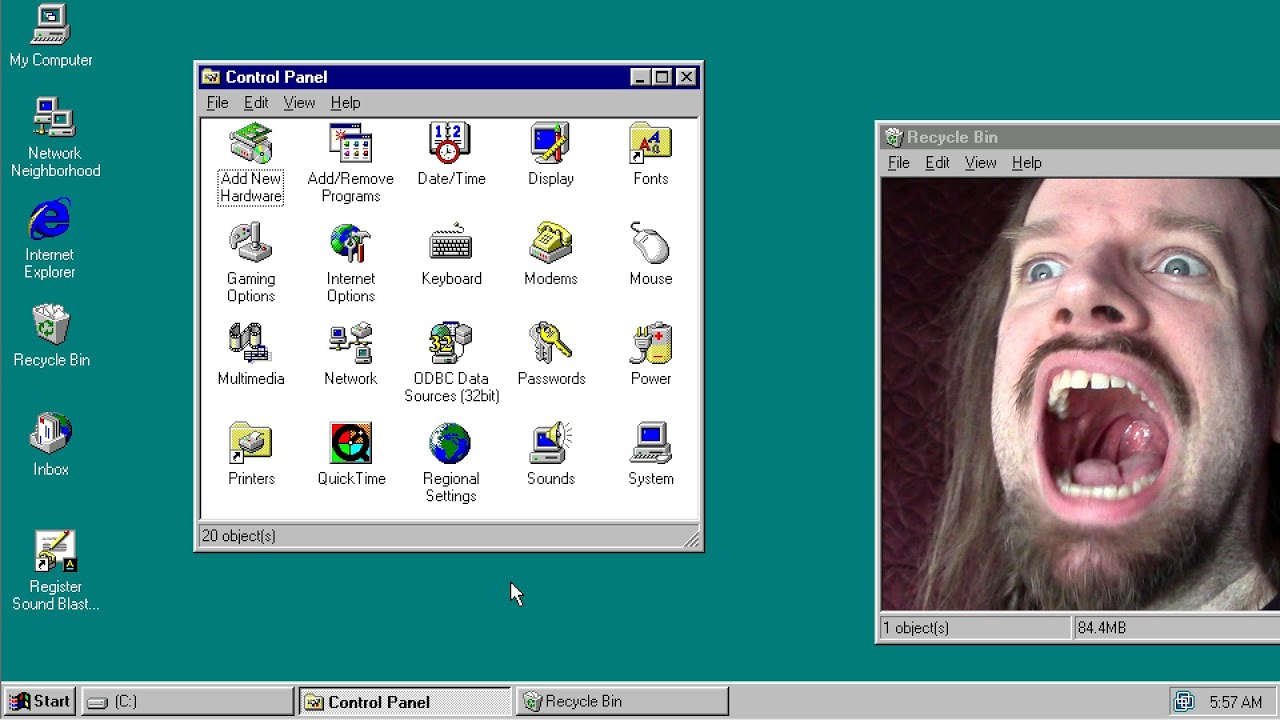 My Computer
Network
Neighborhood
Internet
Explorer
Recycle Bin
Inbox
Register
Sound Blast...
Control Panel
File Edit View Help
Add New
Hardware
Add/Remove
Programs
Date/Time
Display
Fonts
Gaming
Options
Internet
Options
Keyboard
Modems
Mouse
Multimedia
Network
ODBC Data
Sources (32bit)
Passwords
Power
Printers
QuickTime
Regional
Settings
Sounds
System
20 object(s)
Recycle Bin
File Edit View Help
1 object(s) 84.4MB
Start (C:) Control Panel Recycle Bin 5:57 AM